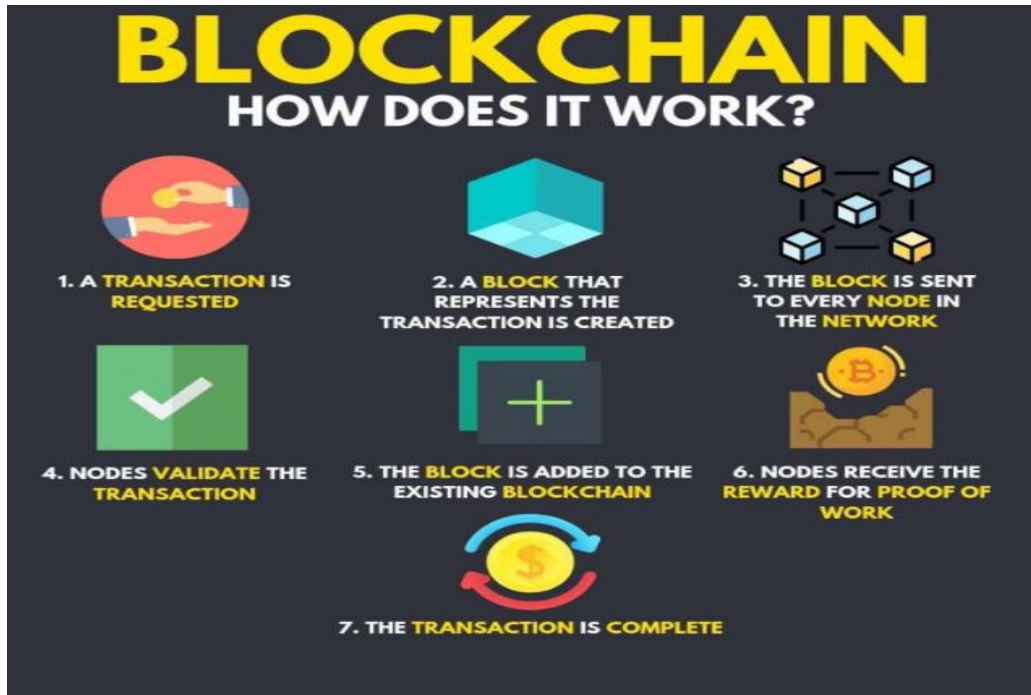 BLOCKCHAIN
HOW DOES IT WORK?
1. A TRANSACTION IS
REQUESTED
2. A BLOCK THAT
REPRESENTS THE
TRANSACTION IS CREATED
3. THE BLOCK IS SENT
TO EVERY NODE IN
THE NETWORK
4. NODES VALIDATE THE
TRANSACTION
5. THE BLOCK IS ADDED TO THE
EXISTING BLOCKCHAIN
6. NODES RECEIVE THE
REWARD FOR PROOF OF
WORK
7. THE TRANSACTION IS COMPLETE